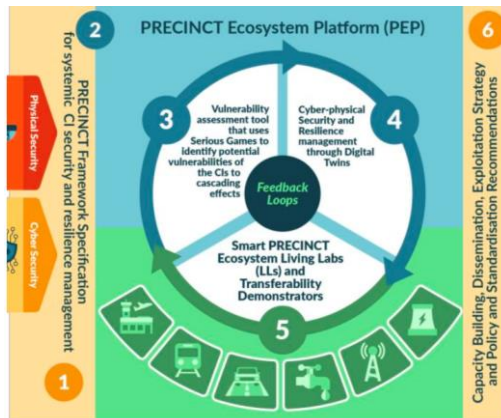 2
PRECINCT Ecosystem Platform (PEP)
6
Physical Security
Cyber Security
PRECINCT Framework Specification
for systemic CI security and resilience management
1
3
Vulnerability
assessment tool
that uses
Serious Games to
identify potential
vulnerabilities of
the CIs to
cascading
effects
4
Cyber-physical
Security and
Resilience
management
through Digital
Twins
Feedback
Loops
Smart PRECINCT
Ecosystem Living Labs
(LLs) and
Transferability
Demonstrators
5
Capacity Building, Dissemination, Exploitation Strategy
and Policy and Standardisation Recommendations